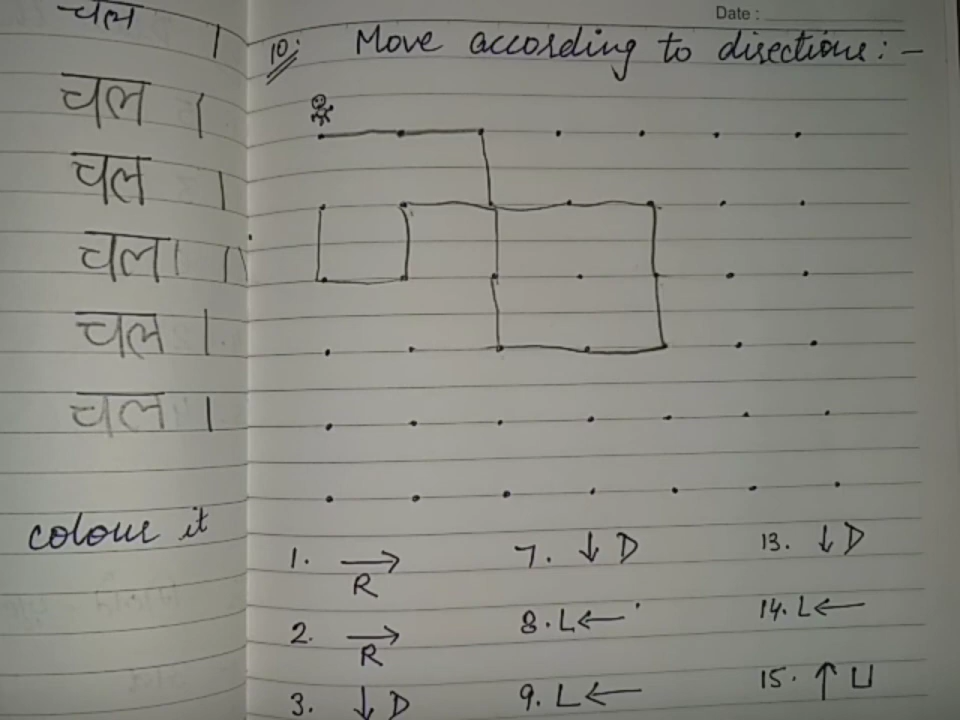 चल ।
चल ।
चल ।
चल। ।
चल ।
चल ।
colour it
Date :
10: Move according to directions : -
1. → R
7. ↓ D
13. ↓ D
2. → R
8. L ←
14. L ←
3. ↓ D
9. L ←
15. ↑ U